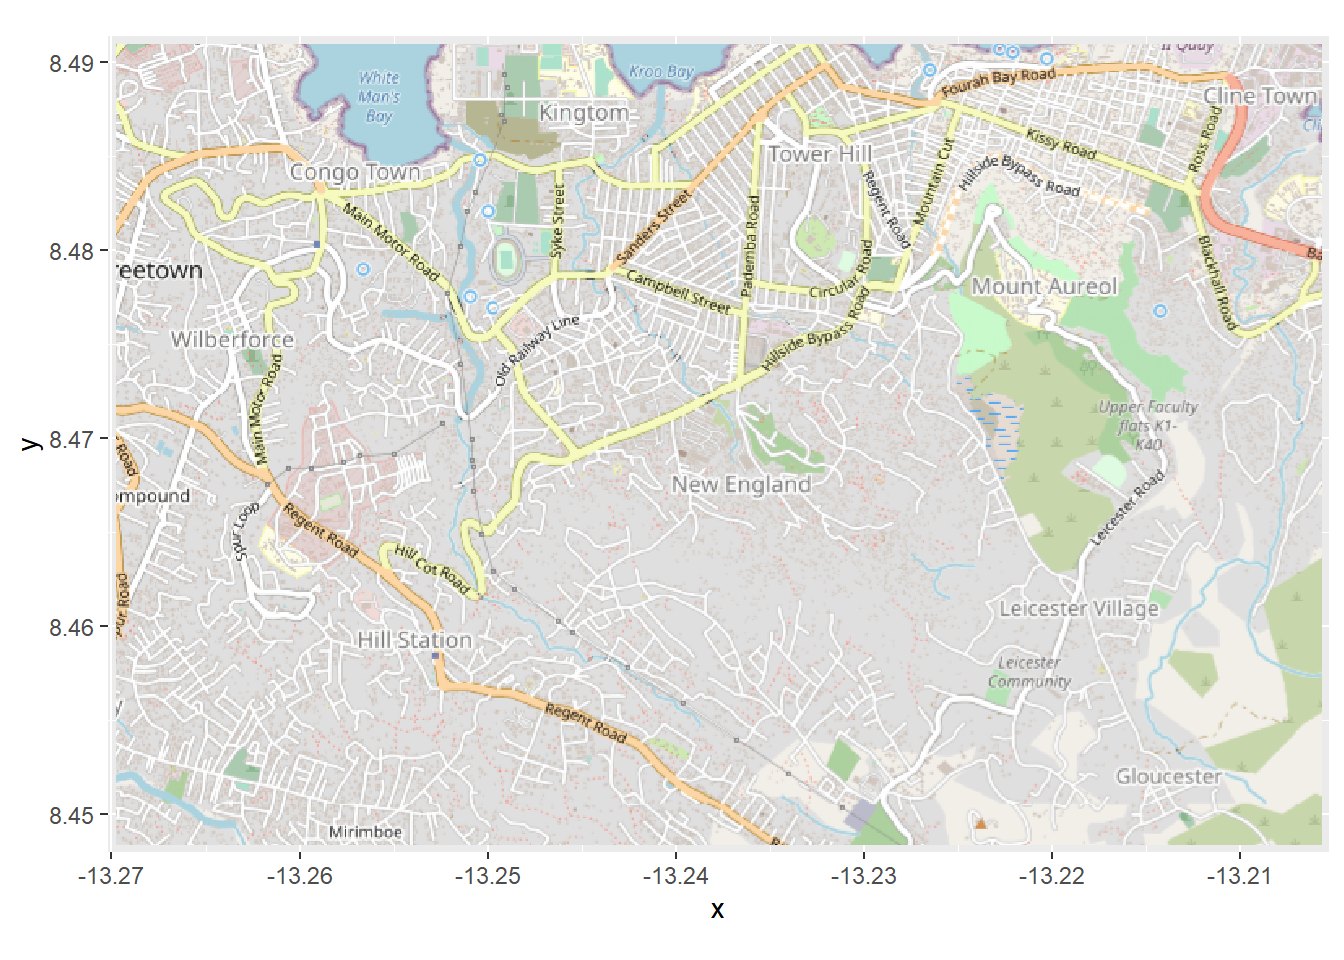 8.49
8.48
8.47
8.46
8.45
y
White
Man's
Bay
Kroo Bay
Fourah Bay Road
Cline Town
Kingtom
Congo Town
Tower Hill
Kissy Road
Ross Road
Mountain Cut
Hillside Bypass Road
Regent Road
Main Motor Road
Syke Street
Sanders Street
Pademba Road
Campbell Street
Circular Road
Blackhall Road
Mount Aureol
reetown
Wilberforce
Old Railway Line
Hillside Bypass Road
Main Motor Road
Upper Faculty
flats K1-
K40
Road
ompound
New England
Spur Loop
Regent Road
Leicester Road
Hill Cot Road
pur Road
Leicester Village
Hill Station
Leicester
Community
Regent Road
Gloucester
Mirimboe
-13.27
-13.26
-13.25
-13.24
-13.23
-13.22
-13.21
x